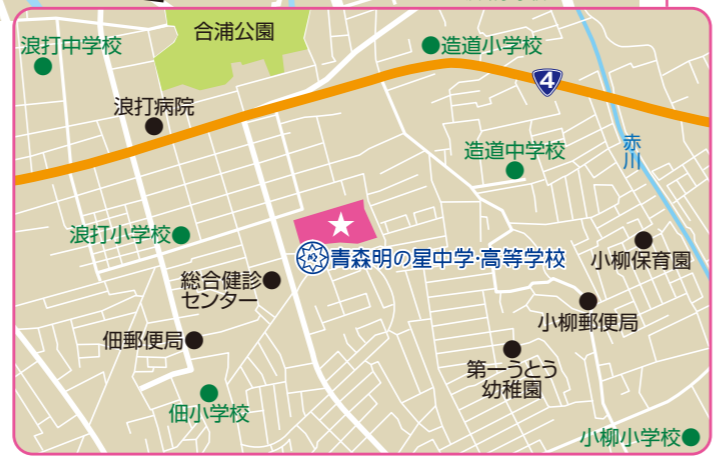 合浦公園
浪打中学校
造道小学校
4
浪打病院
造道中学校
赤川
浪打小学校
青森明の星中学・高等学校
小柳保育園
総合健診
センター
小柳郵便局
佃郵便局
第一うとう
幼稚園
佃小学校
小柳小学校